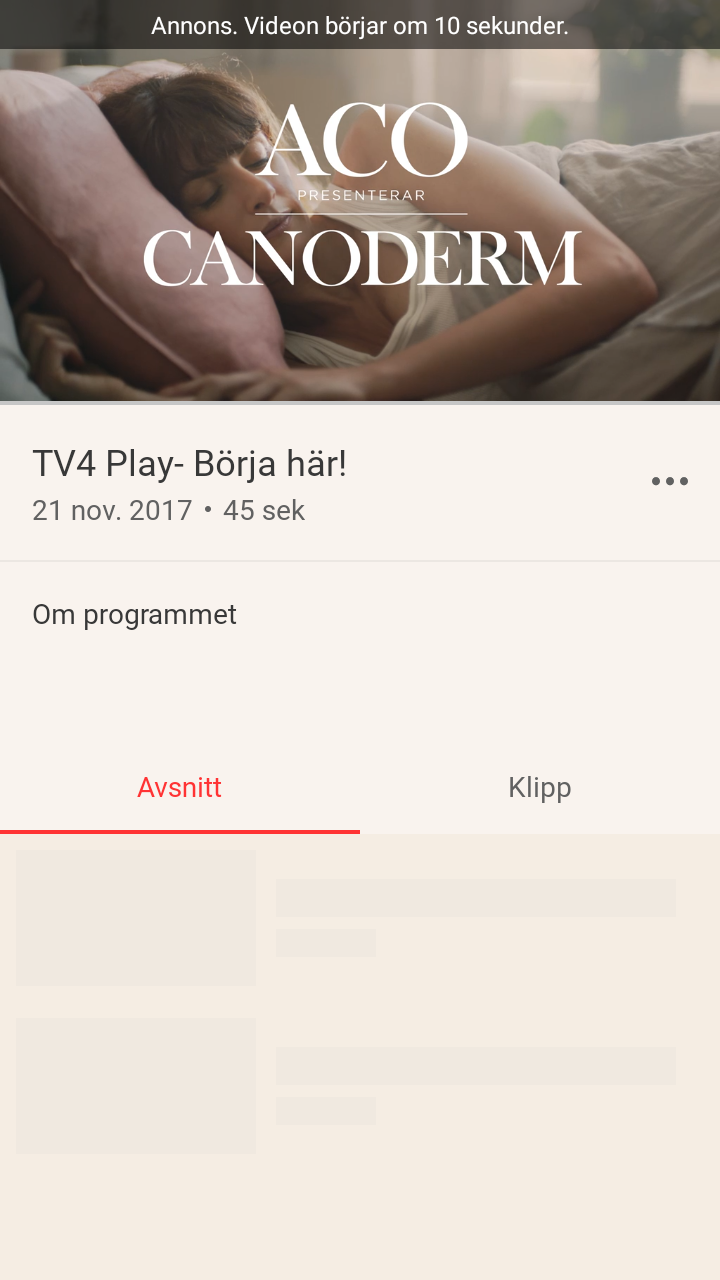 Annons. Videon börjar om 10 sekunder.
ACO
PRESENTERAR
CANODERM
TV4 Play- Börja här!
21 nov. 2017 • 45 sek
Om programmet
Avsnitt
Klipp